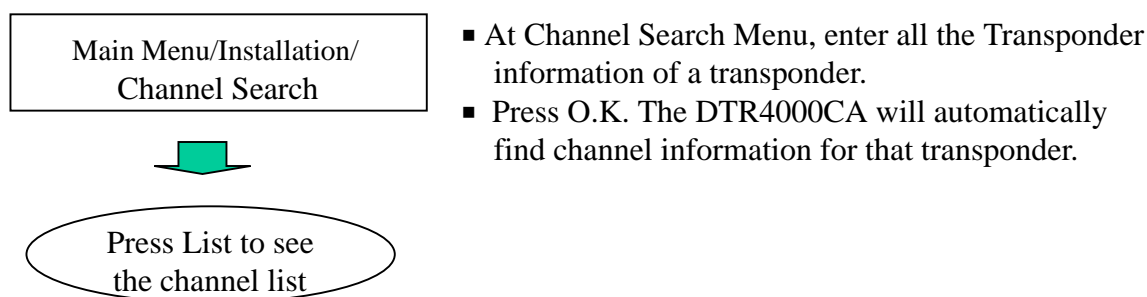 Main Menu/Installation/
Channel Search
▪ At Channel Search Menu, enter all the Transponder
information of a transponder.
▪ Press O.K. The DTR4000CA will automatically
find channel information for that transponder.
Press List to see
the channel list